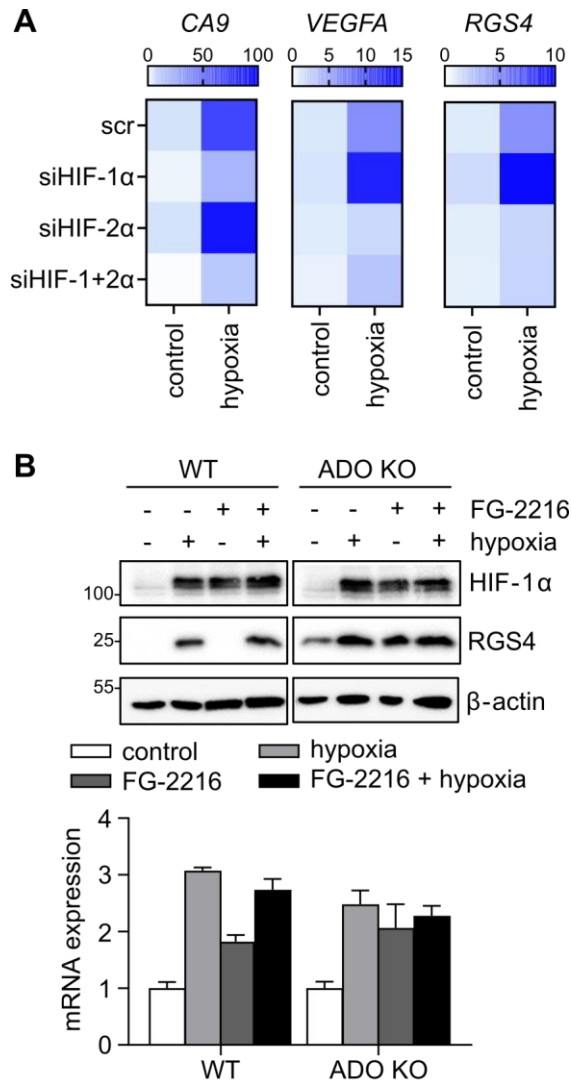 A
CA9 VEGFA RGS4
0 50 100 0 5 10 15 0 5 10
scr
siHIF-1α
siHIF-2α
siHIF-1+2α
control hypoxia control hypoxia control hypoxia
B
WT ADO KO
- - + + - - + + FG-2216
- + - + - + - + hypoxia
100 HIF-1α
25 RGS4
55 β-actin
control hypoxia
FG-2216 FG-2216 + hypoxia
mRNA expression
4
3
2
1
0
WT ADO KO